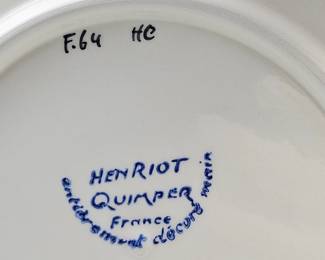 F.64 HC
HENRIOT
QUIMPER
France
entièrement décoré main